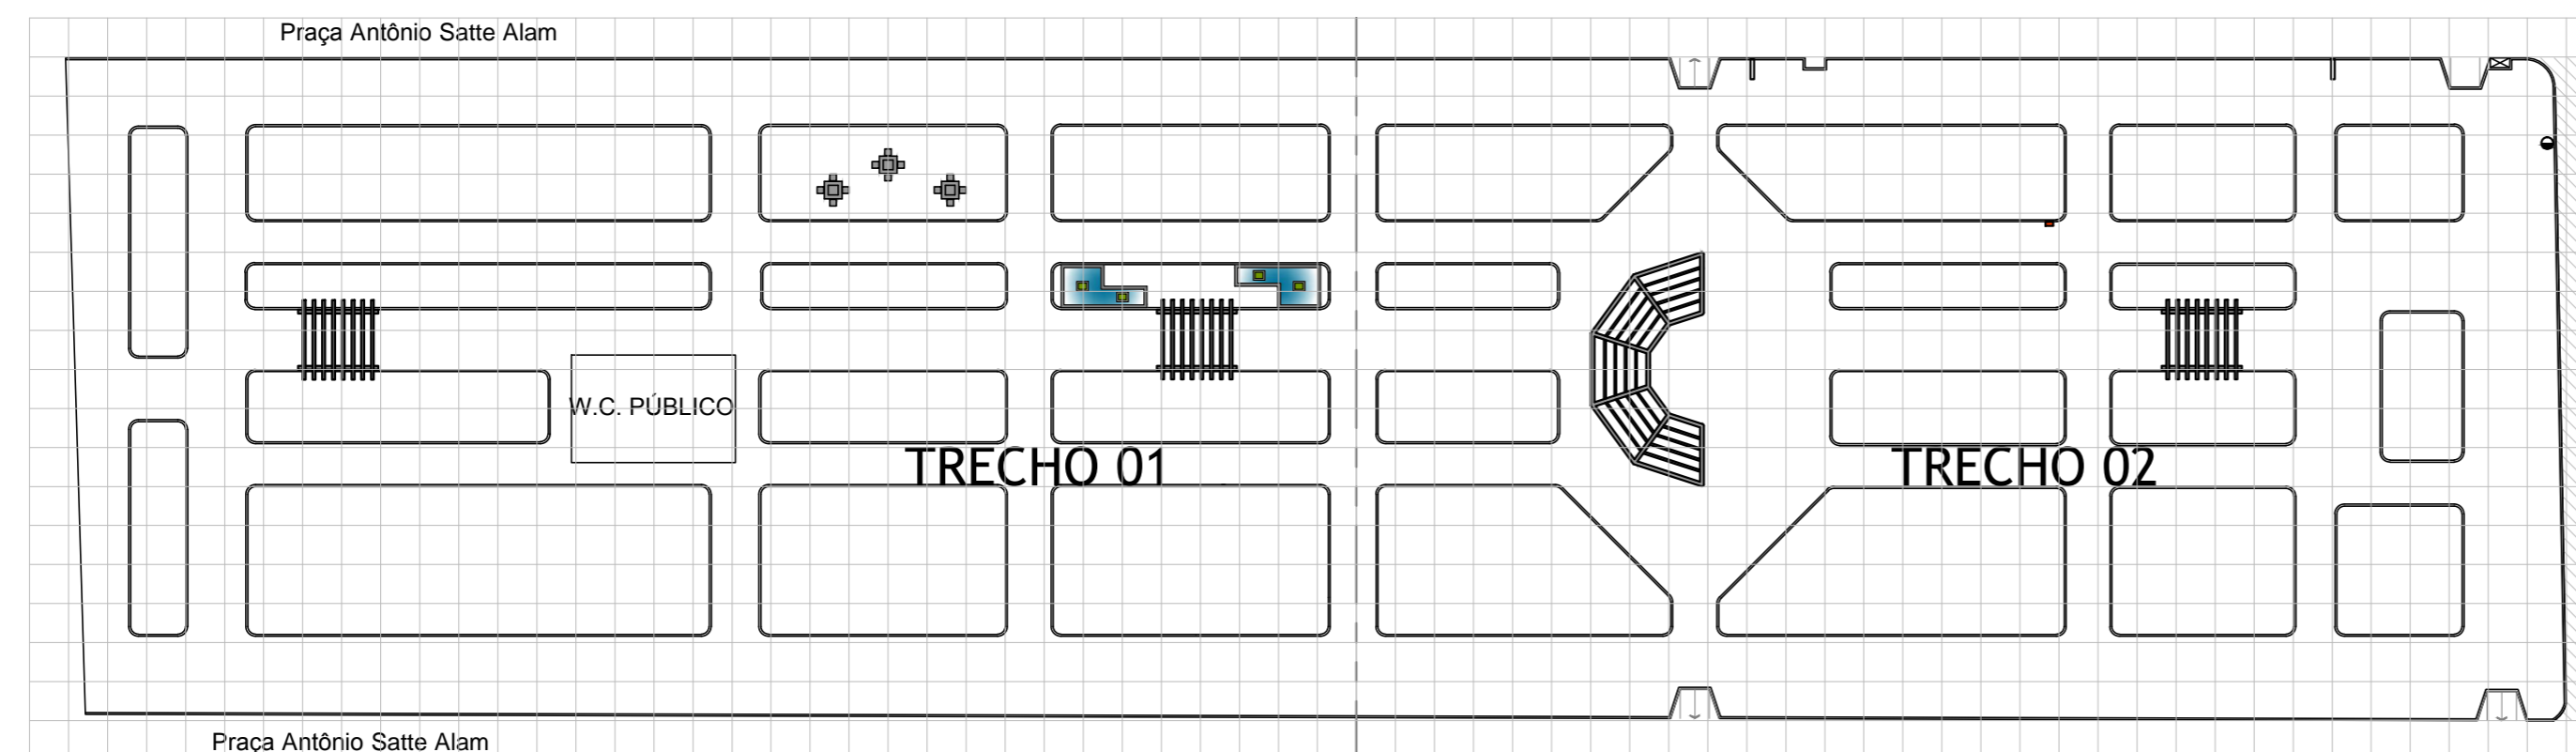 Praça Antônio Satte Alam
W.C. PÚBLICO
TRECHO 01
TRECHO 02
Praça Antônio Satte Alam